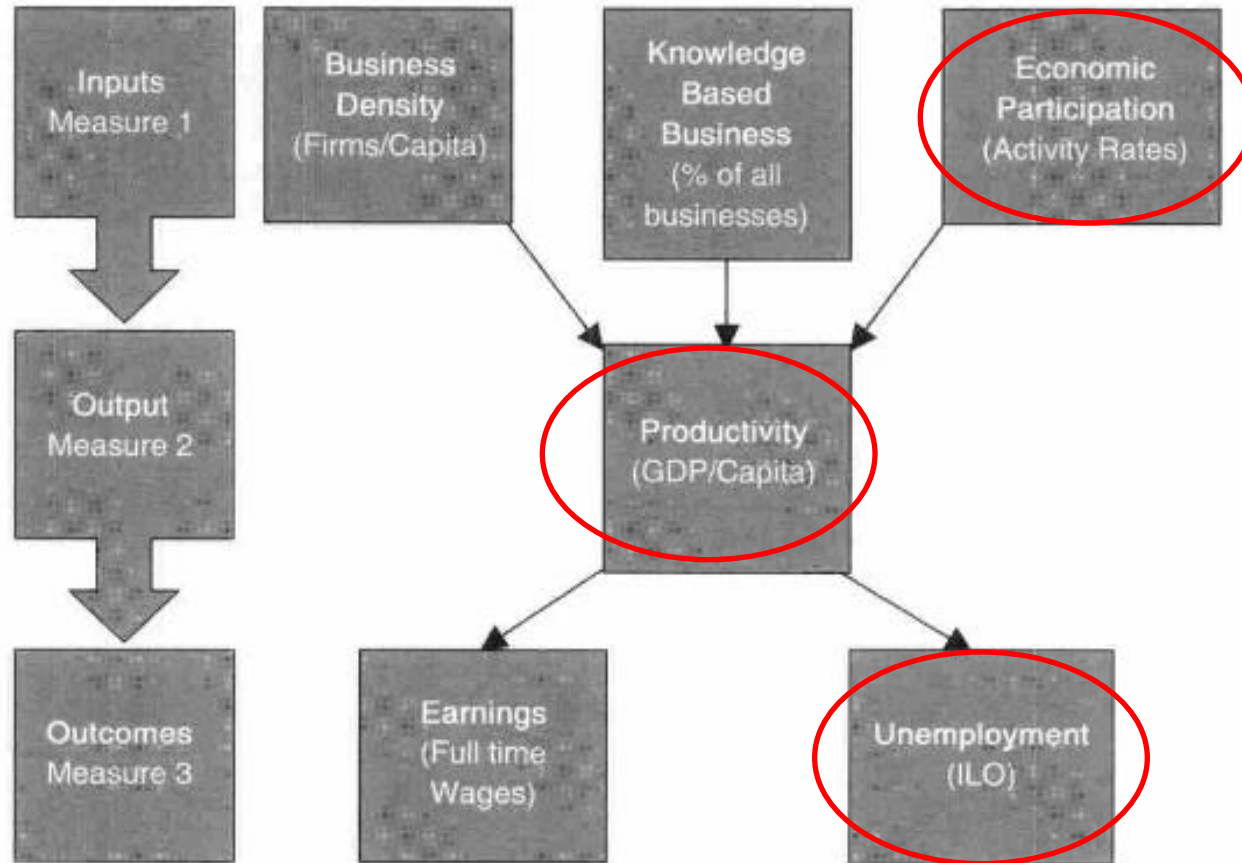 Inputs
Measure 1
Business
Density
(Firms/Capita)
Knowledge
Based
Business
(% of all
businesses)
Economic
Participation
(Activity Rates)
Output
Measure 2
Productivity
(GDP/Capita)
Outcomes
Measure 3
Earnings
(Full time
Wages)
Unemployment
(ILO)